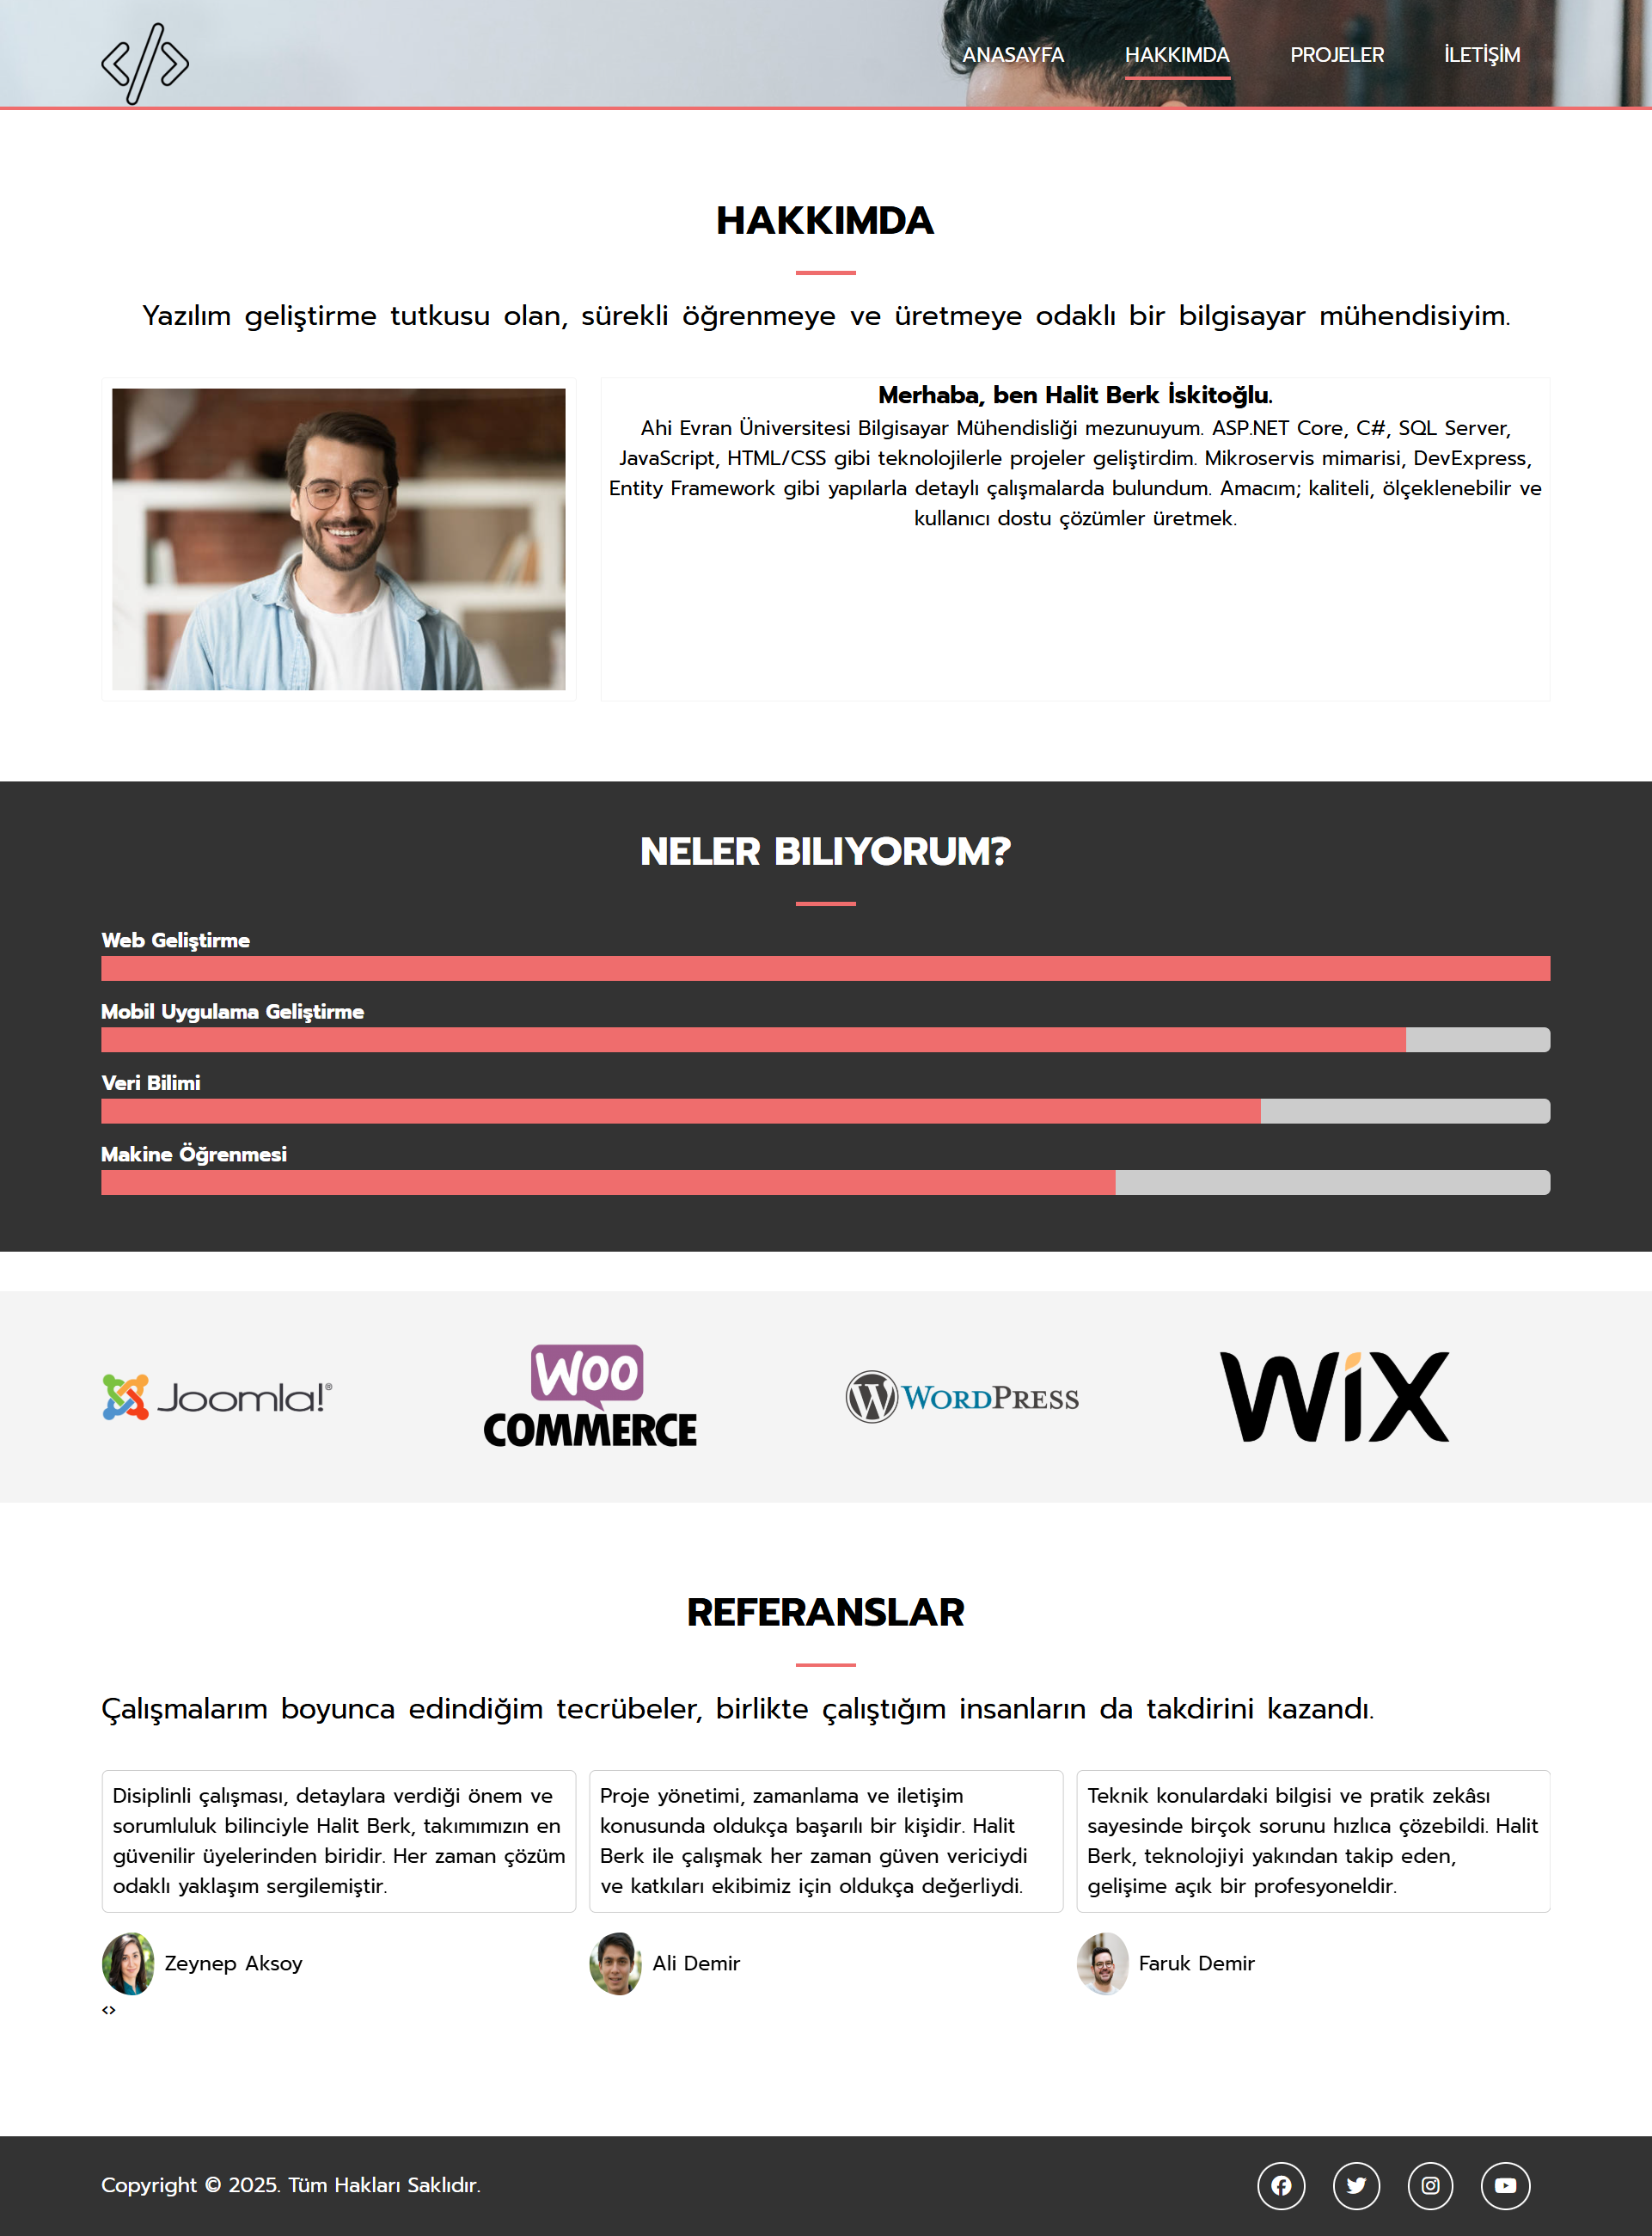 ANASAYFA HAKKIMDA PROJELER İLETİŞİM
HAKKIMDA
Yazılım geliştirme tutkusu olan, sürekli öğrenmeye ve üretmeye odaklı bir bilgisayar mühendisiyim.
Merhaba, ben Halit Berk İskitoğlu.
Ahi Evran Üniversitesi Bilgisayar Mühendisliği mezunuyum. ASP.NET Core, C#, SQL Server,
JavaScript, HTML/CSS gibi teknolojilerle projeler geliştirdim. Mikroservis mimarisi, DevExpress,
Entity Framework gibi yapılarla detaylı çalışmalarda bulundum. Amacım; kaliteli, ölçeklenebilir ve
kullanıcı dostu çözümler üretmek.
NELER BILIYORUM?
Web Geliştirme
Mobil Uygulama Geliştirme
Veri Bilimi
Makine Öğrenmesi
Joomla!®
WOO
COMMERCE
WORDPRESS
WiX
REFERANSLAR
Çalışmalarım boyunca edindiğim tecrübeler, birlikte çalıştığım insanların da takdirini kazandı.
Disiplinli çalışması, detaylara verdiği önem ve
sorumluluk bilinciyle Halit Berk, takımımızın en
güvenilir üyelerinden biridir. Her zaman çözüm
odaklı yaklaşım sergilemiştir.
Zeynep Aksoy
Proje yönetimi, zamanlama ve iletişim
konusunda oldukça başarılı bir kişidir. Halit
Berk ile çalışmak her zaman güven vericiydi
ve katkıları ekibimiz için oldukça değerliydi.
Ali Demir
Teknik konulardaki bilgisi ve pratik zekâsı
sayesinde birçok sorunu hızlıca çözebildi. Halit
Berk, teknolojiyi yakından takip eden,
gelişime açık bir profesyoneldir.
Faruk Demir
‹›
Copyright © 2025. Tüm Hakları Saklıdır.